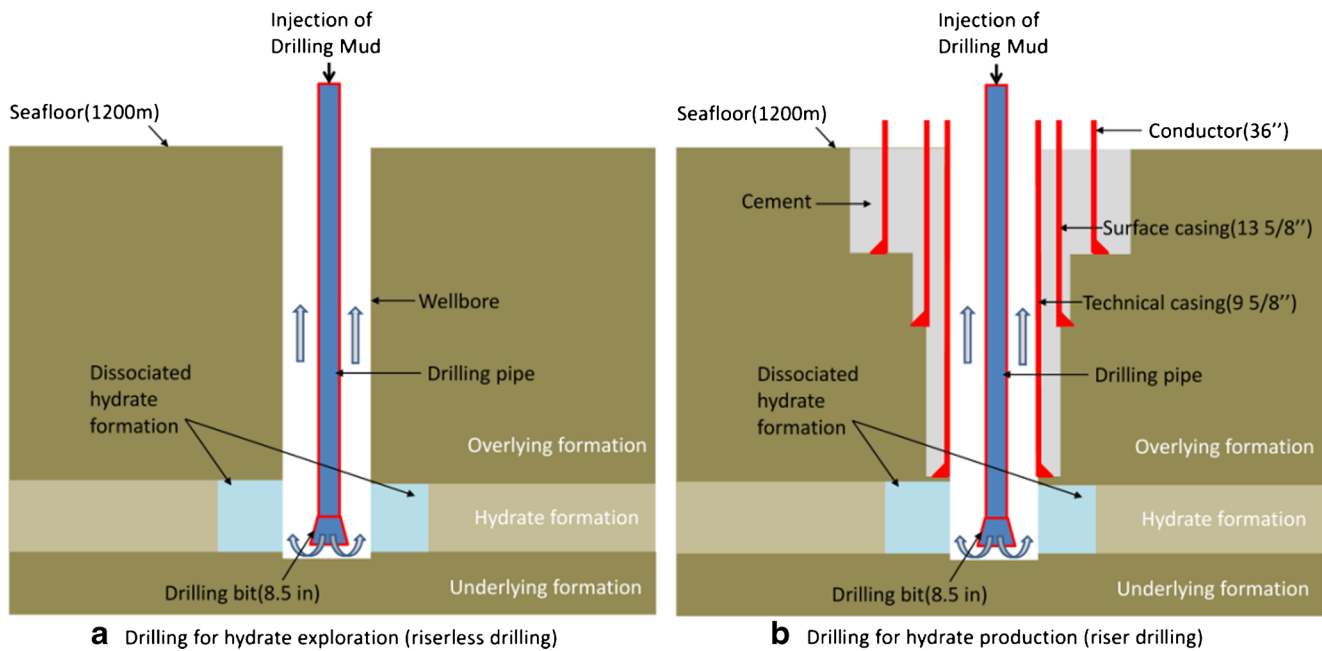 Injection of
Drilling Mud
Seafloor(1200m)
Wellbore
Drilling pipe
Dissociated
hydrate
formation
Overlying formation
Hydrate formation
Drilling bit(8.5 in)
Underlying formation
a Drilling for hydrate exploration (riserless drilling)
Injection of
Drilling Mud
Seafloor(1200m)
Conductor(36’’)
Cement
Surface casing(13 5/8’’)
Technical casing(9 5/8’’)
Dissociated
hydrate
formation
Drilling pipe
Overlying formation
Hydrate formation
Drilling bit(8.5 in)
Underlying formation
b Drilling for hydrate production (riser drilling)